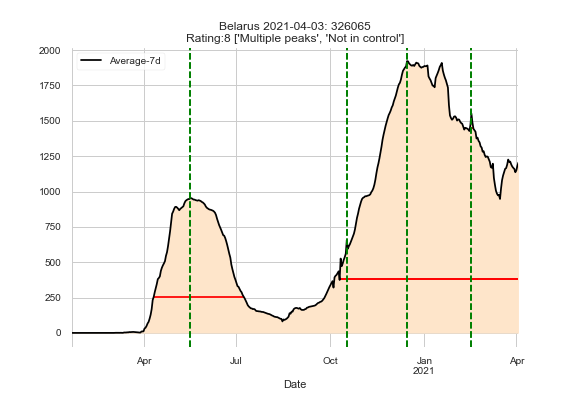 Belarus 2021-04-03: 326065
Rating:8 ['Multiple peaks', 'Not in control']
Average-7d
2000
1750
1500
1250
1000
750
500
250
0
Apr
Jul
Oct
Jan
2021
Apr
Date